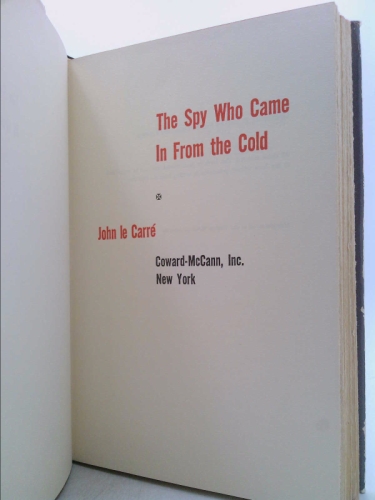 The Spy Who Came
In From the Cold
John le Carré
Coward-McCann, Inc.
New York